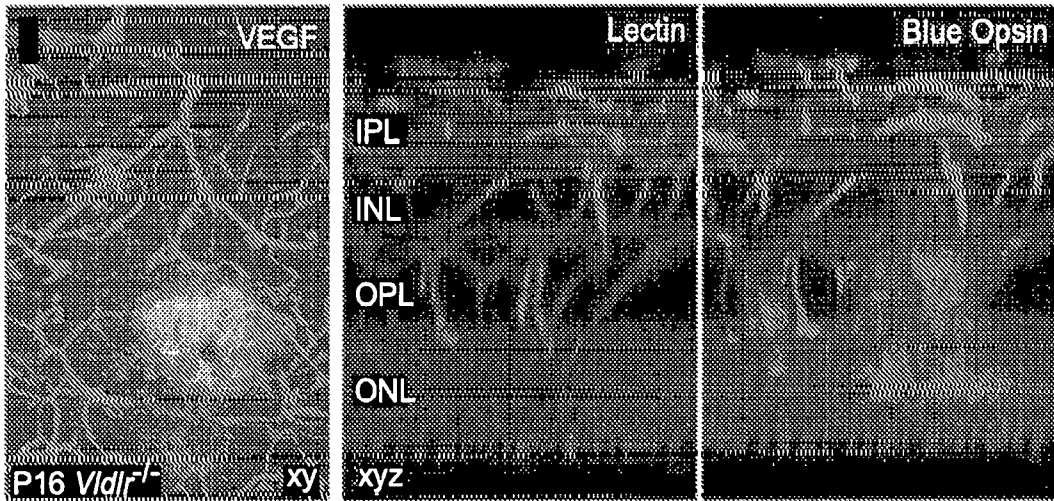 VEGF
P16 Vldlr-/-
xy
Lectin
IPL
INL
OPL
ONL
xyz
Blue Opsin